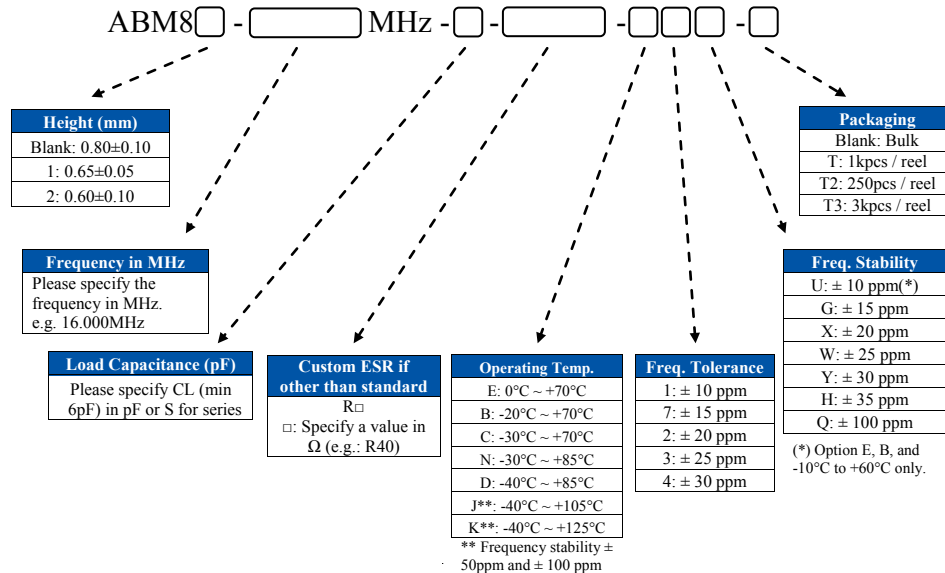 ABM8□ - MHz - □ - - □□□ - □
Height (mm)
Blank: 0.80±0.10
1: 0.65±0.05
2: 0.60±0.10
Packaging
Blank: Bulk
T: 1kpcs / reel
T2: 250pcs / reel
T3: 3kpcs / reel
Frequency in MHz
Please specify the
frequency in MHz.
e.g. 16.000MHz
Freq. Stability
U: ± 10 ppm(*)
G: ± 15 ppm
X: ± 20 ppm
W: ± 25 ppm
Y: ± 30 ppm
H: ± 35 ppm
Q: ± 100 ppm
(*) Option E, B, and
-10°C to +60°C only.
Load Capacitance (pF)
Please specify CL (min
6pF) in pF or S for series
Custom ESR if
other than standard
R□
□: Specify a value in
Ω (e.g.: R40)
Operating Temp.
E: 0°C ~ +70°C
B: -20°C ~ +70°C
C: -30°C ~ +70°C
N: -30°C ~ +85°C
D: -40°C ~ +85°C
J**: -40°C ~ +105°C
K**: -40°C ~ +125°C
** Frequency stability ±
50ppm and ± 100 ppm
Freq. Tolerance
1: ± 10 ppm
7: ± 15 ppm
2: ± 20 ppm
3: ± 25 ppm
4: ± 30 ppm